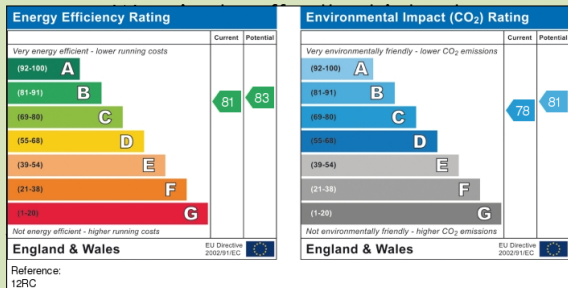 Energy Efficiency Rating
Current Potential
Very energy efficient - lower running costs
(92-100) A
(81-91) B
(69-80) C
(55-68) D
(39-54) E
(21-38) F
(1-20) G
81 83
Not energy efficient - higher running costs
England & Wales
EU Directive
2002/91/EC
Environmental Impact (CO₂) Rating
Current Potential
Very environmentally friendly - lower CO₂ emissions
(92-100) A
(81-91) B
(69-80) C
(55-68) D
(39-54) E
(21-38) F
(1-20) G
78 81
Not environmentally friendly - higher CO₂ emissions
England & Wales
EU Directive
2002/91/EC
Reference:
12RC